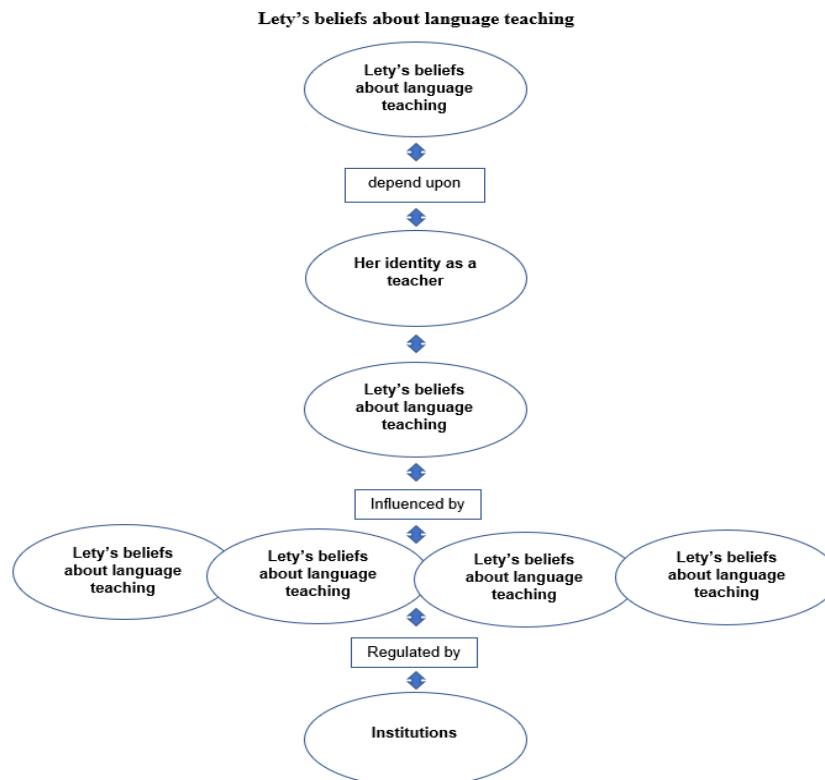 Lety’s beliefs about language teaching
Lety’s beliefs
about language
teaching
depend upon
Her identity as a
teacher
Lety’s beliefs
about language
teaching
Influenced by
Lety’s beliefs
about language
teaching
Lety’s beliefs
about language
teaching
Lety’s beliefs
about language
teaching
Lety’s beliefs
about language
teaching
Regulated by
Institutions